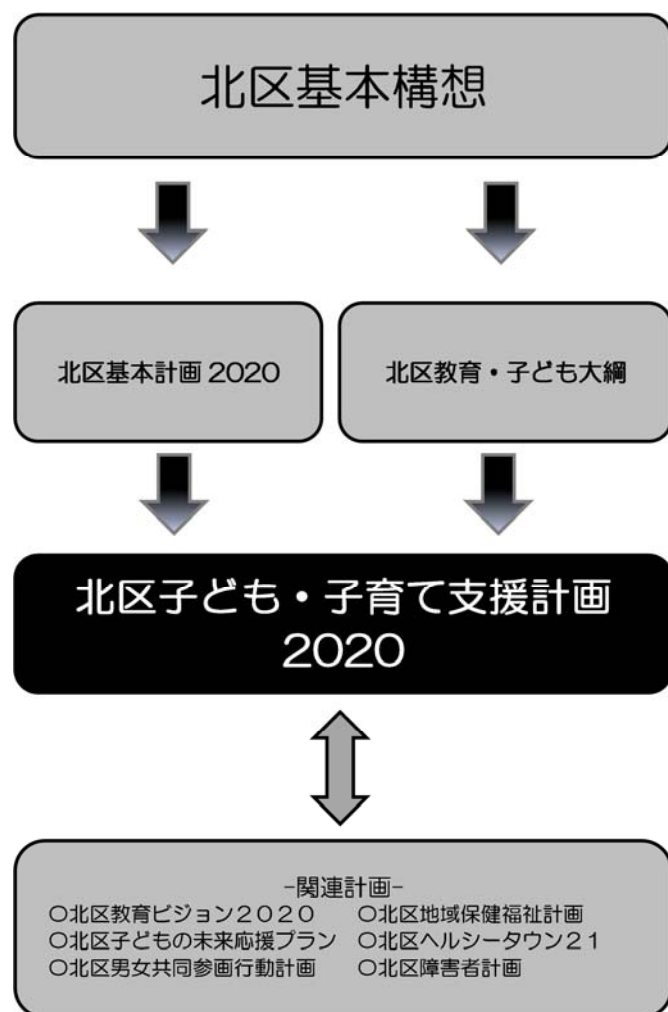 北区基本構想
北区基本計画 2020
北区教育・子ども大綱
北区子ども・子育て支援計画
2020
-関連計画-
○北区教育ビジョン２０２０ ○北区地域保健福祉計画
○北区子どもの未来応援プラン ○北区ヘルシータウン２１
○北区男女共同参画行動計画 ○北区障害者計画